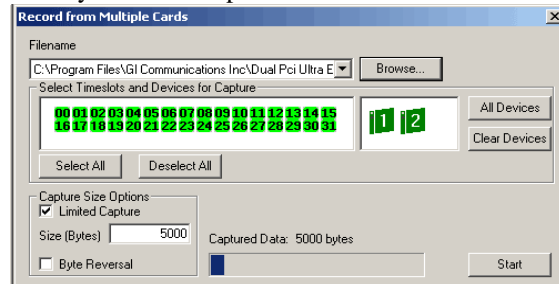 Record from Multiple Cards
Filename
C:\Program Files\GI Communications Inc\Dual Pci Ultra E
Browse...
Select Timeslots and Devices for Capture
00 01 02 03 04 05 06 07 08 09 10 11 12 13 14 15
16 17 18 19 20 21 22 23 24 25 26 27 28 29 30 31
1 2
All Devices
Clear Devices
Select All Deselect All
Capture Size Options
Limited Capture
Size (Bytes) 5000
Captured Data: 5000 bytes
Byte Reversal
Start